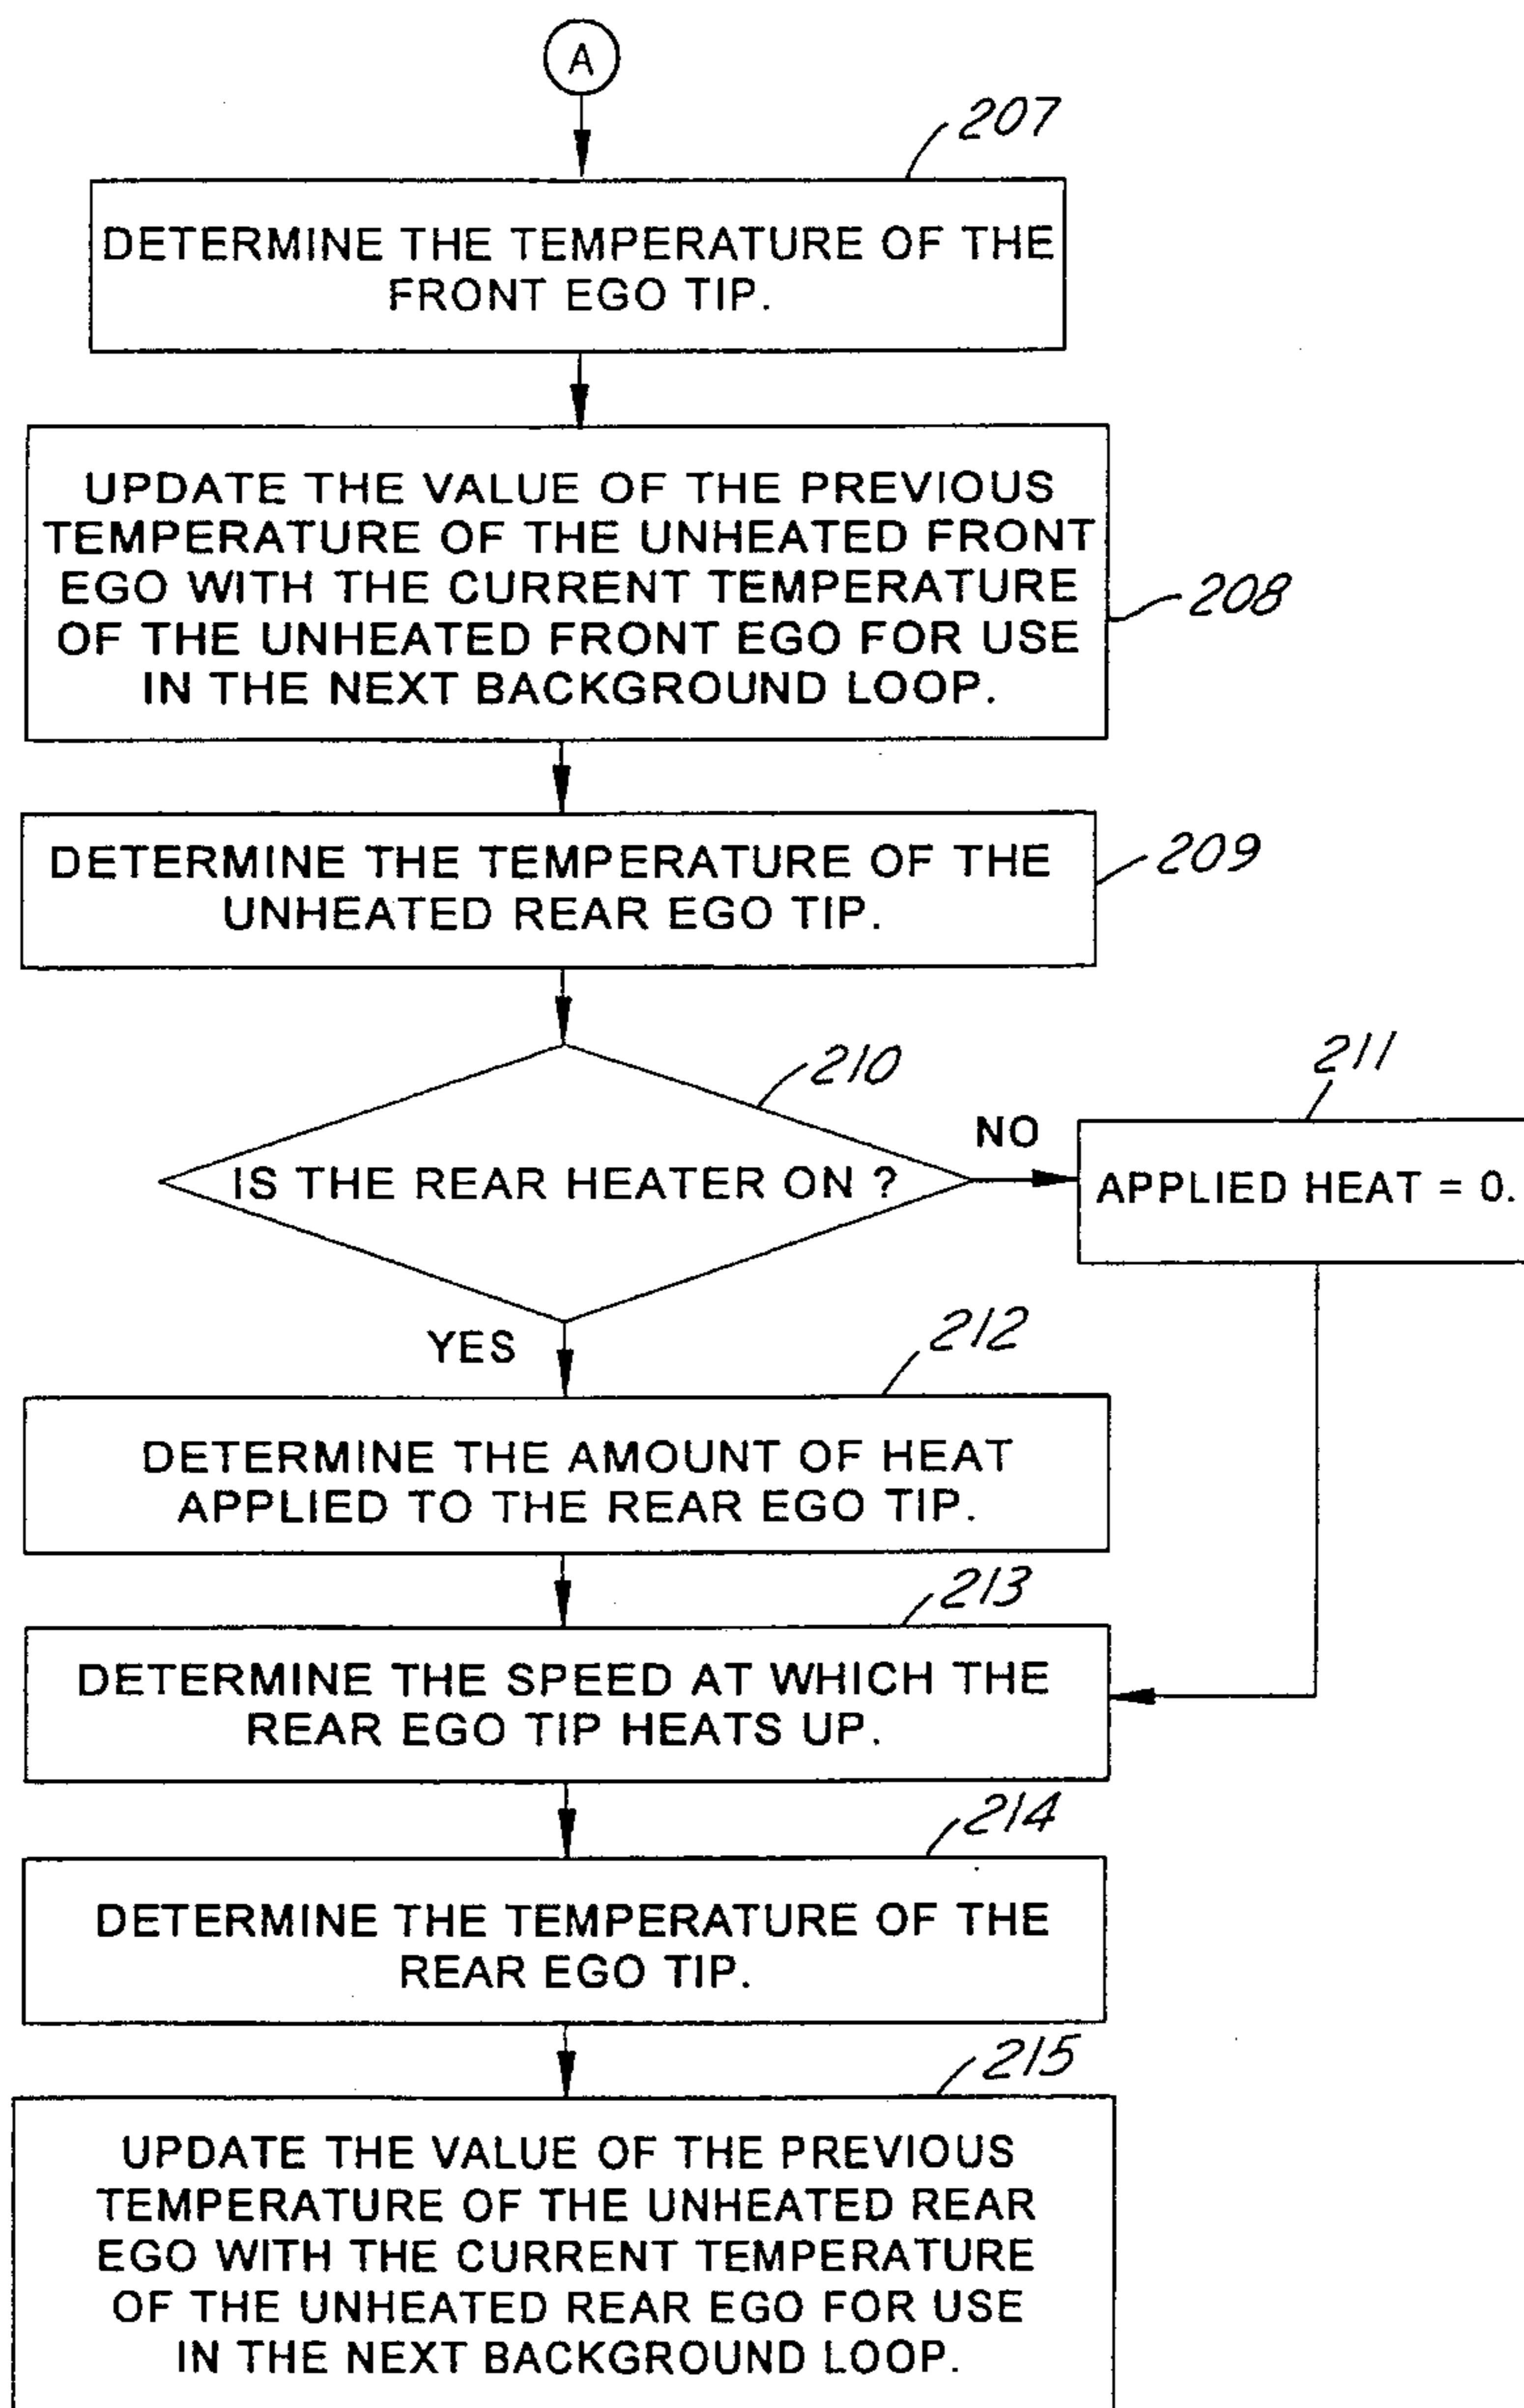 A
207
DETERMINE THE TEMPERATURE OF THE
FRONT EGO TIP.
UPDATE THE VALUE OF THE PREVIOUS
TEMPERATURE OF THE UNHEATED FRONT
EGO WITH THE CURRENT TEMPERATURE
OF THE UNHEATED FRONT EGO FOR USE
IN THE NEXT BACKGROUND LOOP.
208
DETERMINE THE TEMPERATURE OF THE
UNHEATED REAR EGO TIP.
209
210
IS THE REAR HEATER ON ?
NO
211
APPLIED HEAT = 0.
YES
212
DETERMINE THE AMOUNT OF HEAT
APPLIED TO THE REAR EGO TIP.
213
DETERMINE THE SPEED AT WHICH THE
REAR EGO TIP HEATS UP.
214
DETERMINE THE TEMPERATURE OF THE
REAR EGO TIP.
215
UPDATE THE VALUE OF THE PREVIOUS
TEMPERATURE OF THE UNHEATED REAR
EGO WITH THE CURRENT TEMPERATURE
OF THE UNHEATED REAR EGO FOR USE
IN THE NEXT BACKGROUND LOOP.